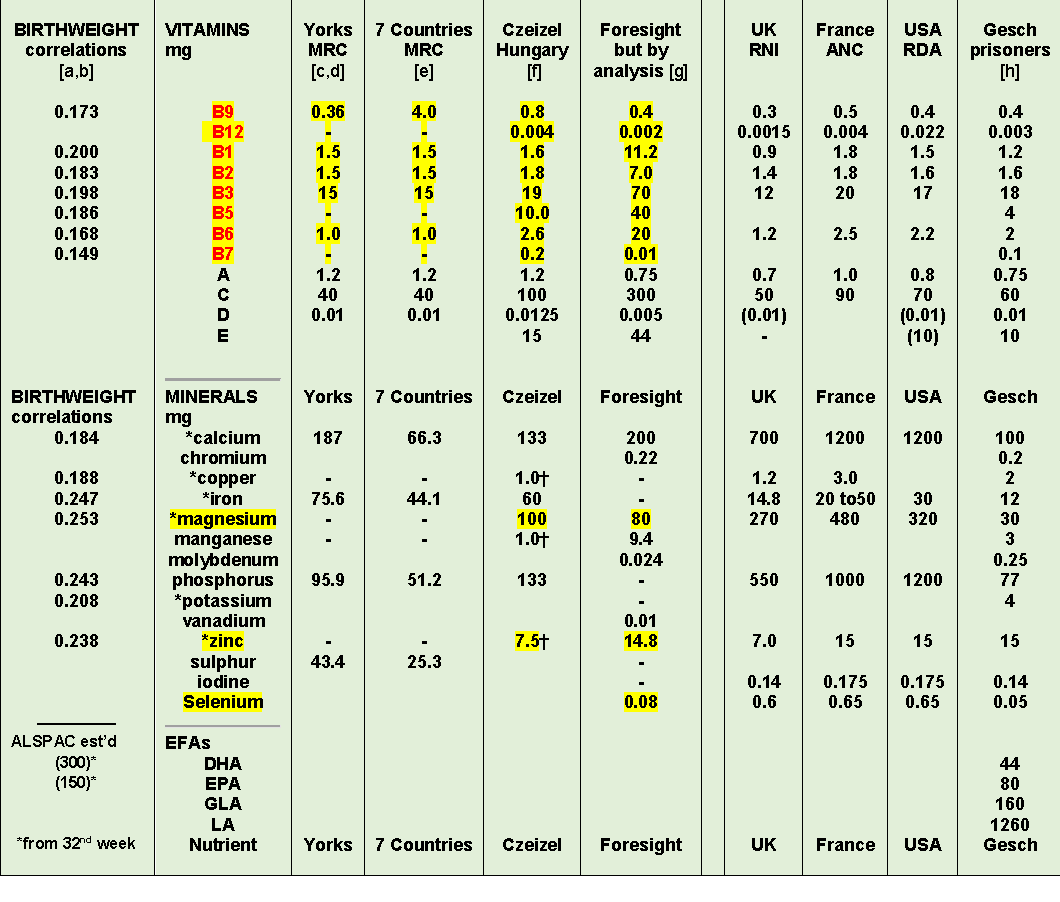 BIRTHWEIGHT VITAMINS Yorks 7 Countries Czeizel Foresight UK France USA Gesch
correlations mg MRC MRC Hungary but by RNI ANC RDA prisoners
[a,b] [c,d] [e] [f] analysis [g] [h]
0.173 B9 0.36 4.0 0.8 0.4 0.3 0.5 0.4 0.4
B12 - - 0.004 0.002 0.0015 0.004 0.022 0.003
0.200 B1 1.5 1.5 1.6 11.2 0.9 1.8 1.5 1.2
0.183 B2 1.5 1.5 1.8 7.0 1.4 1.8 1.6 1.6
0.198 B3 15 15 19 70 12 20 17 18
0.186 B5 - - 10.0 40 4
0.168 B6 1.0 1.0 2.6 20 1.2 2.5 2.2 2
0.149 B7 - - 0.2 0.01 0.1
A 1.2 1.2 1.2 0.75 0.7 1.0 0.8 0.75
C 40 40 100 300 50 90 70 60
D 0.01 0.01 0.0125 0.005 (0.01) (0.01) 0.01
E 15 44 - (10) 10
BIRTHWEIGHT MINERALS Yorks 7 Countries Czeizel Foresight UK France USA Gesch
correlations mg
0.184 *calcium 187 66.3 133 200 700 1200 1200 100
chromium 0.22 0.2
0.188 *copper - - 1.0† - 1.2 3.0 2
0.247 *iron 75.6 44.1 60 - 14.8 20 to50 30 12
0.253 *magnesium - - 100 80 270 480 320 30
manganese - - 1.0† 9.4 3
molybdenum 0.024 0.25
0.243 phosphorus 95.9 51.2 133 - 550 1000 1200 77
0.208 *potassium - 4
vanadium 0.01
0.238 *zinc - - 7.5† 14.8 7.0 15 15 15
sulphur 43.4 25.3 -
iodine - 0.14 0.175 0.175 0.14
Selenium 0.08 0.6 0.65 0.65 0.05
ALSPAC est'd EFAs
(300)* DHA 44
(150)* EPA 80
GLA 160
LA 1260
*from 32nd week Nutrient Yorks 7 Countries Czeizel Foresight UK France USA Gesch